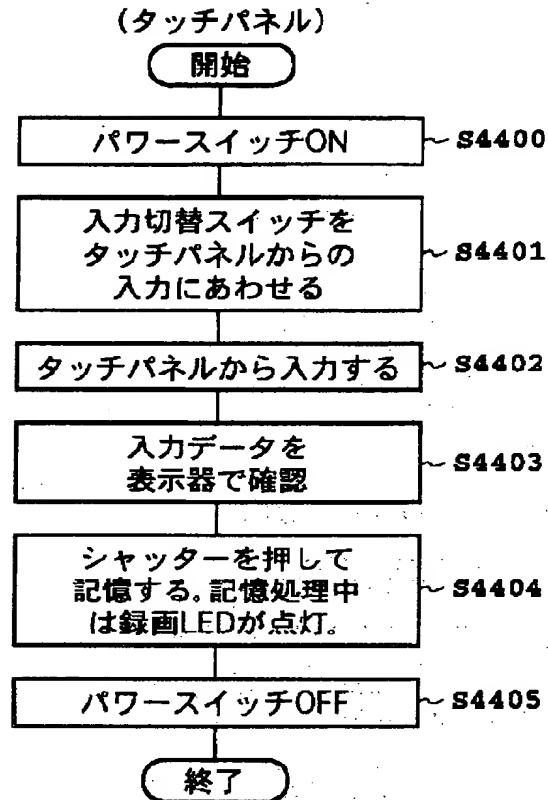 (タッチパネル)
開始
パワースイッチON
S4400
入力切替スイッチを
タッチパネルからの
入力にあわせる
S4401
タッチパネルから入力する
S4402
入力データを
表示器で確認
S4403
シャッターを押して
記憶する。記憶処理中
は録画LEDが点灯。
S4404
パワースイッチOFF
S4405
終了